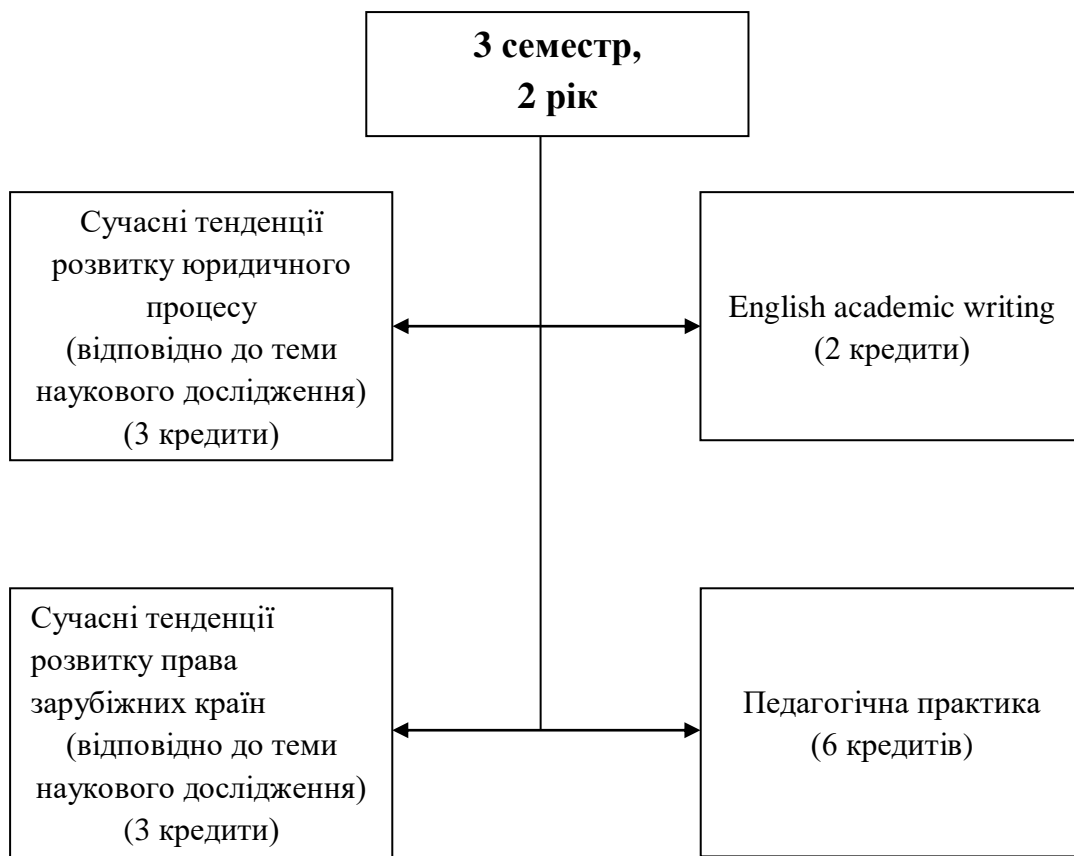 3 семестр,
2 рік
Сучасні тенденції
розвитку юридичного
процесу
(відповідно до теми
наукового дослідження)
(3 кредити)
English academic writing
(2 кредити)
Сучасні тенденції
розвитку права
зарубіжних країн
(відповідно до теми
наукового дослідження)
(3 кредити)
Педагогічна практика
(6 кредитів)